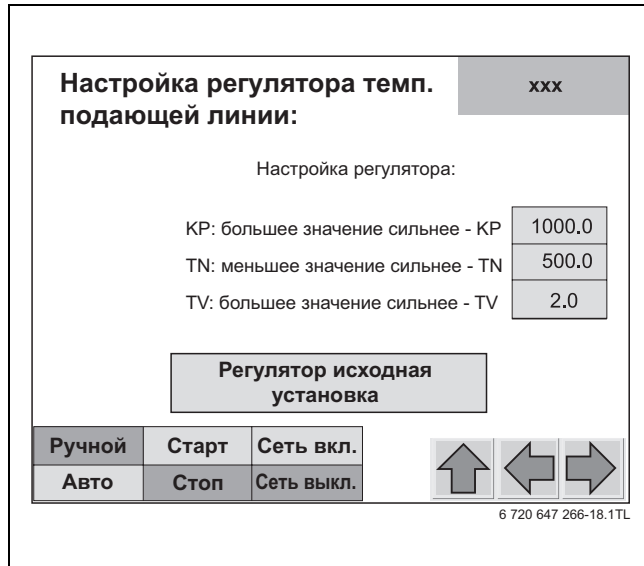 Настройка регулятора темп.
подающей линии:
xxx
Настройка регулятора:
KP: большее значение сильнее - KP 1000.0
TN: меньшее значение сильнее - TN 500.0
TV: большее значение сильнее - TV 2.0
Регулятор исходная
установка
Ручной Старт Сеть вкл.
Авто Стоп Сеть выкл.
6 720 647 266-18.1TL